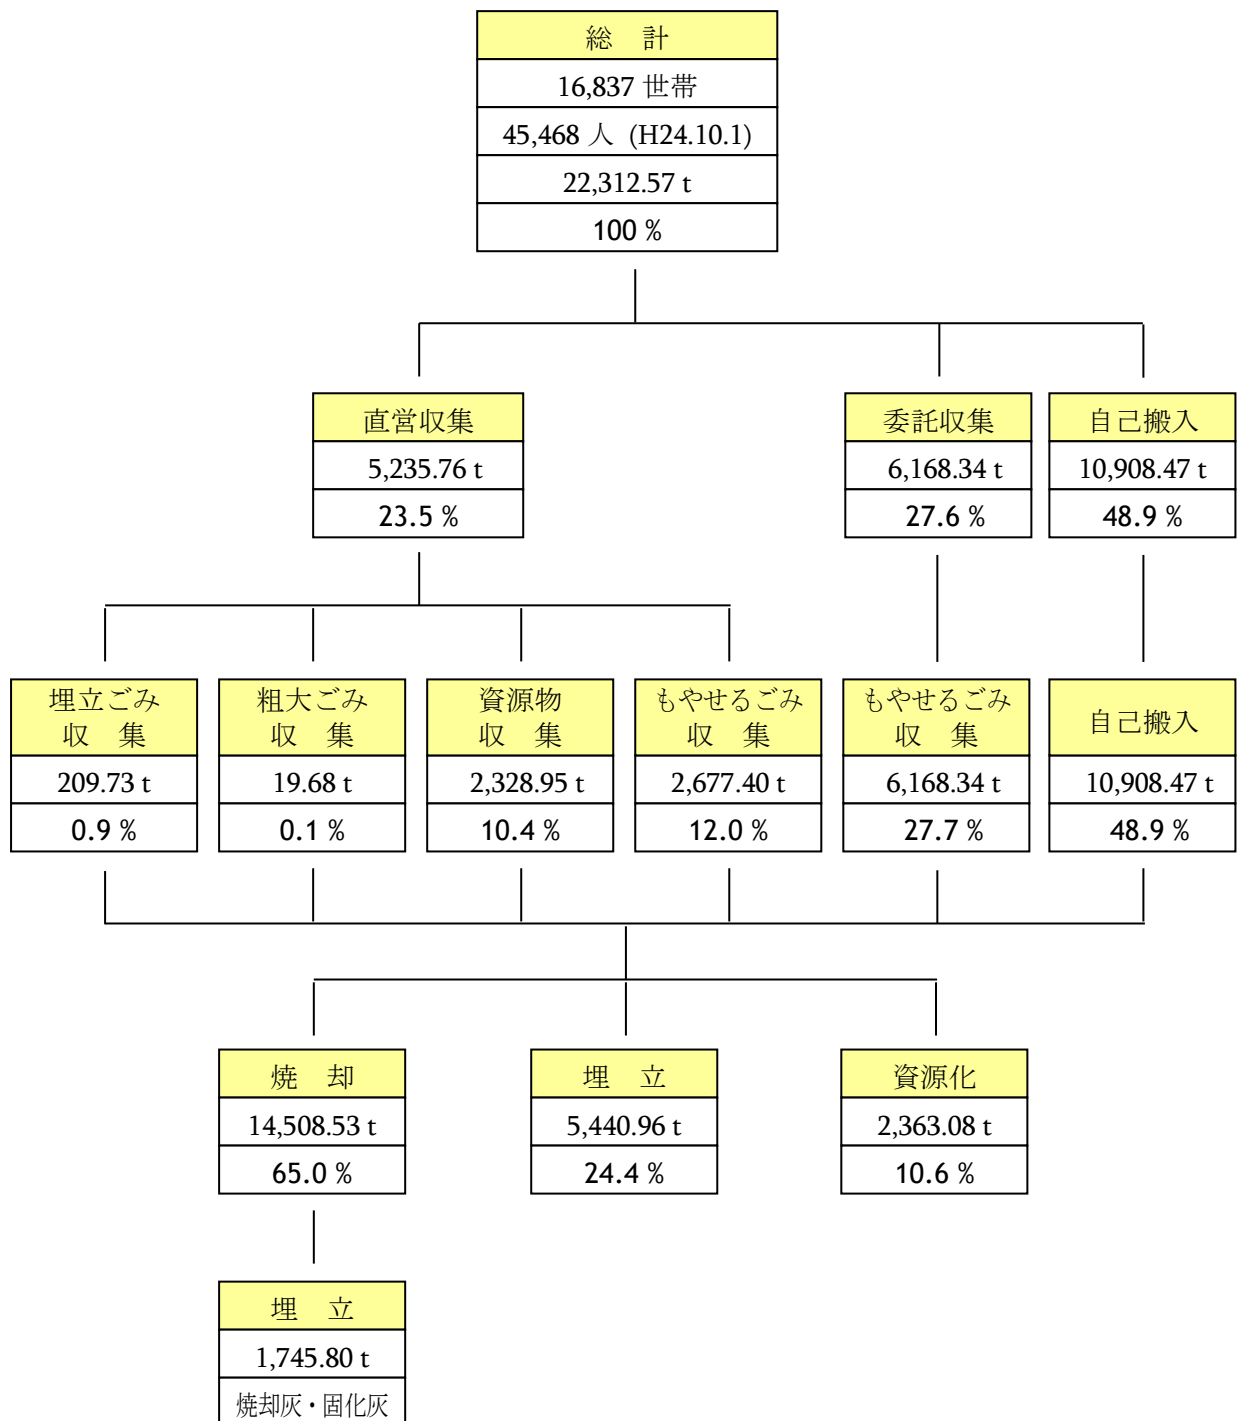 総　計
16,837 世帯
45,468 人 (H24.10.1)
22,312.57 t
100 %
直営収集
5,235.76 t
23.5 %
委託収集
6,168.34 t
27.6 %
自己搬入
10,908.47 t
48.9 %
埋立ごみ
収　集
209.73 t
0.9 %
粗大ごみ
収　集
19.68 t
0.1 %
資源物
収　集
2,328.95 t
10.4 %
もやせるごみ
収　集
2,677.40 t
12.0 %
もやせるごみ
収　集
6,168.34 t
27.7 %
自己搬入
10,908.47 t
48.9 %
焼　却
14,508.53 t
65.0 %
埋　立
5,440.96 t
24.4 %
資源化
2,363.08 t
10.6 %
埋　立
1,745.80 t
焼却灰・固化灰